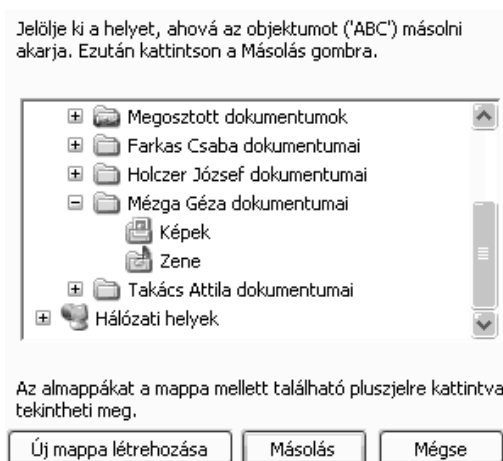 Jelölje ki a helyet, ahová az objektumot ('ABC') másolni
akarja. Ezután kattintson a Másolás gombra.
Megosztott dokumentumok
Farkas Csaba dokumentumai
Holczer József dokumentumai
Mézga Géza dokumentumai
Képek
Zene
Takács Attila dokumentumai
Hálózati helyek
Az almappákat a mappa mellett található pluszjelre kattintva
tekintheti meg.
Új mappa létrehozása Másolás Mégse